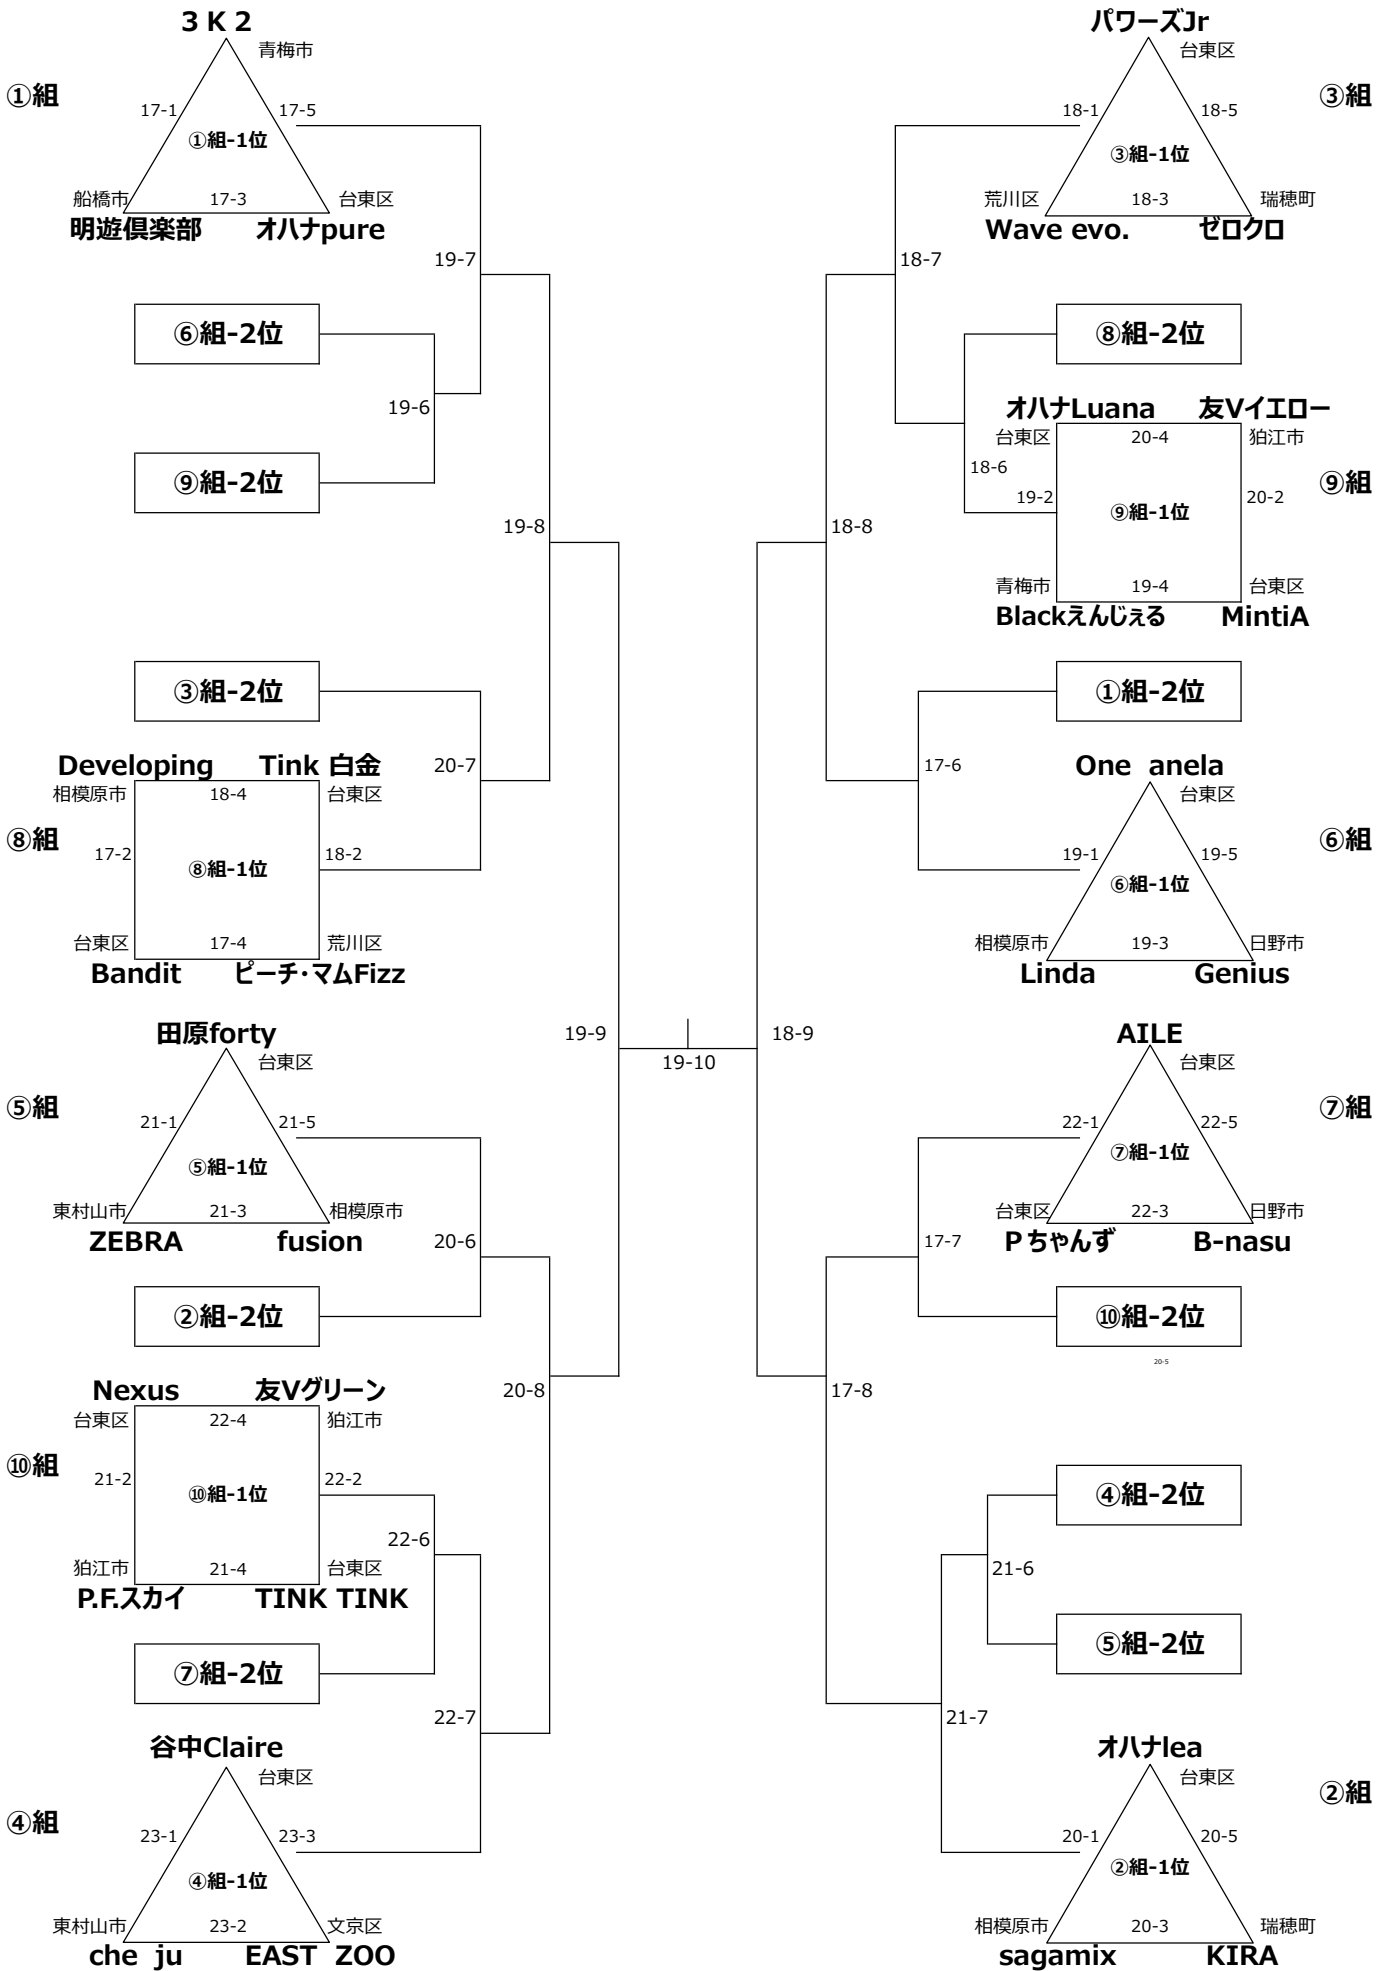 ３Ｋ２
青梅市
①組
17-1
17-5
①組-1位
船橋市
17-3
台東区
明遊倶楽部
オハナpure
19-7
⑥組-2位
19-6
⑨組-2位
19-8
③組-2位
Developing
Tink 白金
20-7
相模原市
18-4
台東区
⑧組
17-2
⑧組-1位
18-2
台東区
17-4
荒川区
Bandit
ピーチ・マムFizz
田原forty
台東区
19-9
⑤組
21-1
21-5
⑤組-1位
東村山市
21-3
相模原市
ZEBRA
fusion
20-6
②組-2位
Nexus
友Vグリーン
20-8
台東区
22-4
狛江市
⑩組
21-2
⑩組-1位
22-2
22-6
狛江市
21-4
台東区
P.F.スカイ
TINK TINK
⑦組-2位
22-7
谷中Claire
台東区
④組
23-1
23-3
④組-1位
東村山市
23-2
文京区
che ju
EAST ZOO
19-10
パワーズJr
台東区
③組
18-1
18-5
③組-1位
荒川区
18-3
瑞穂町
Wave evo.
ゼロクロ
18-7
⑧組-2位
オハナLuana
友Vイエロー
台東区
20-4
狛江市
18-6
⑨組
19-2
⑨組-1位
20-2
18-8
青梅市
19-4
台東区
Blackえんじぇる
MintiA
①組-2位
17-6
One anela
台東区
⑥組
19-1
19-5
⑥組-1位
相模原市
19-3
日野市
Linda
Genius
18-9
AILE
台東区
⑦組
22-1
22-5
⑦組-1位
台東区
22-3
日野市
Ｐちゃんず
B-nasu
17-7
⑩組-2位
20-5
17-8
④組-2位
21-6
⑤組-2位
21-7
オハナlea
台東区
②組
20-1
20-5
②組-1位
相模原市
20-3
瑞穂町
sagamix
KIRA